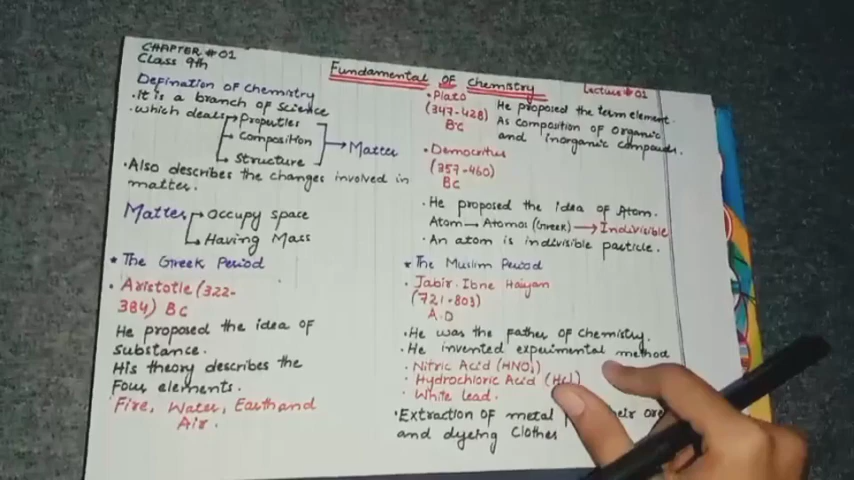 CHAPTER #01
Class 9th
Fundamental OF Chemistry
Lecture #01
Defination OF Chemistry
• It is a branch of Science
• which deals → Properties
→ Composition
→ Structure
→ Matter
• Also describes the changes involved in
matter.
Matter → Occupy space
→ Having Mass
* The Greek Period
• Aristotle (322-
384) BC
He proposed the idea of
Substance.
His theory describes the
Four elements.
Fire, Water, Earth and
Air.
• Plato
(347-428)
BC
He proposed the term element.
As composition of Organic
and inorganic compounds.
• Democritus
(357-460)
BC
• He proposed the idea of Atom.
Atom → Atomos (Greek) → Indivisible
• An atom is indivisible particle.
* The Muslim Period
• Jabir Ibne Haiyan
(721-803)
A.D
• He was the father of Chemistry.
• He invented experimental method
• Nitric Acid (HNO3)
• Hydrochloric Acid (HCl)
• White lead.
• Extraction of metal ore
and dyeing Clothes